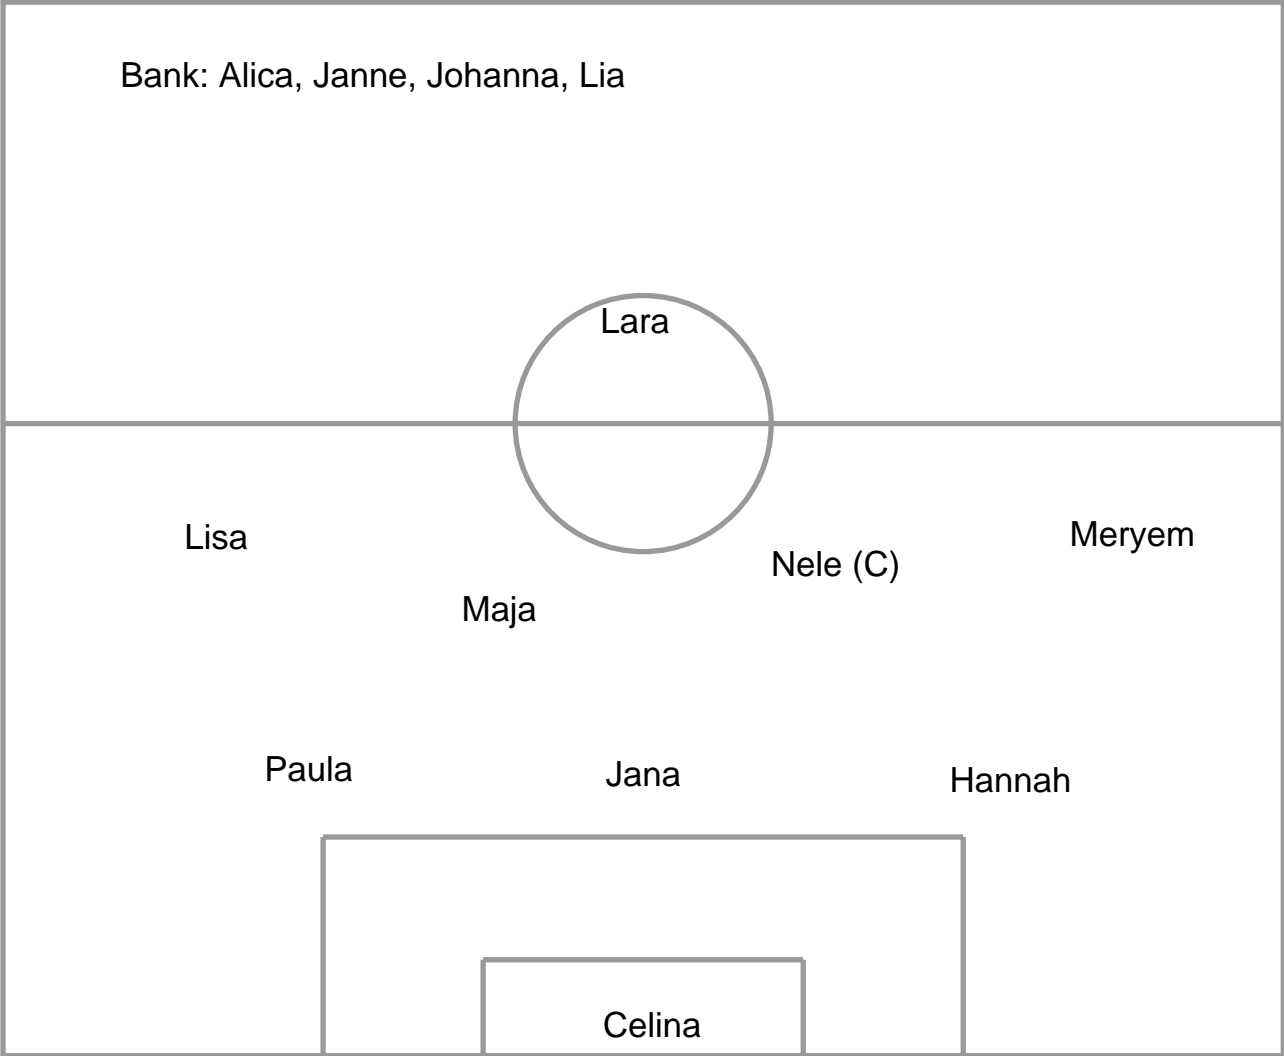 Bank: Alica, Janne, Johanna, Lia
Lara
Lisa
Meryem
Nele (C)
Maja
Paula
Jana
Hannah
Celina